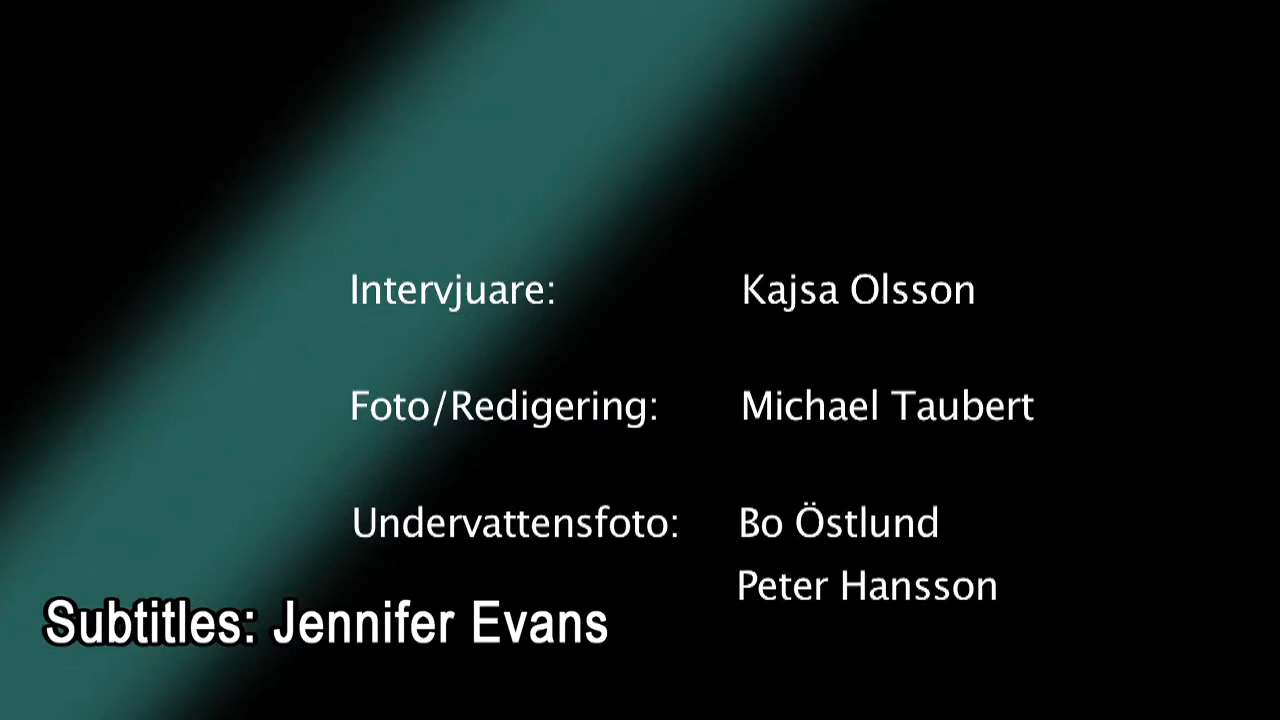 Intervjuare: Kajsa Olsson
Foto/Redigering: Michael Taubert
Undervattensfoto: Bo Östlund
Peter Hansson
Subtitles: Jennifer Evans